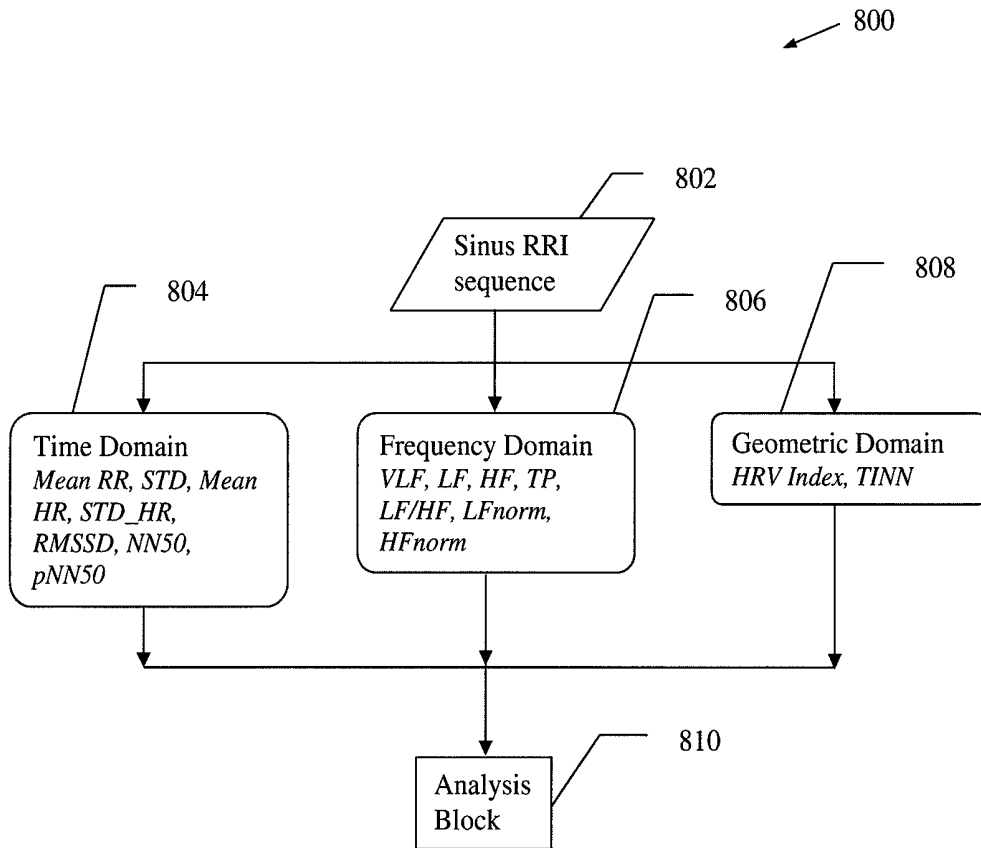 800
802
Sinus RRI
sequence
804
806
808
Time Domain
Mean RR, STD, Mean
HR, STD_HR,
RMSSD, NN50,
pNN50
Frequency Domain
VLF, LF, HF, TP,
LF/HF, LFnorm,
HFnorm
Geometric Domain
HRV Index, TINN
810
Analysis
Block